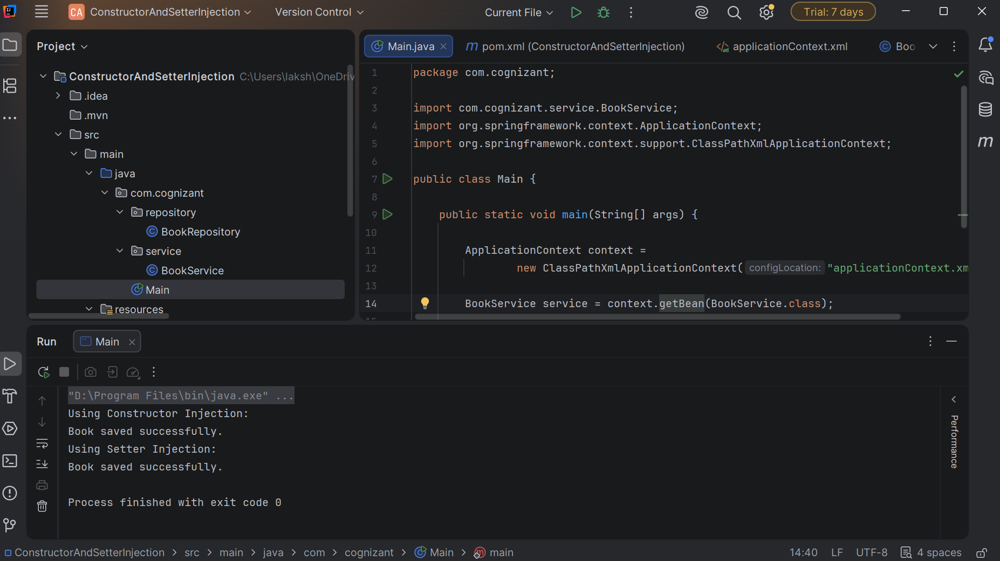 CA ConstructorAndSetterInjection Version Control Current File Trial: 7 days
Project
ConstructorAndSetterInjection C:\Users\laksh\OneDriv
.idea
.mvn
src
main
java
com.cognizant
repository
BookRepository
service
BookService
Main
resources
Main.java pom.xml (ConstructorAndSetterInjection) applicationContext.xml Boo
1 package com.cognizant;
2
3 import com.cognizant.service.BookService;
4 import org.springframework.context.ApplicationContext;
5 import org.springframework.context.support.ClassPathXmlApplicationContext;
6
7 public class Main {
8
9 public static void main(String[] args) {
10
11 ApplicationContext context =
12 new ClassPathXmlApplicationContext( configLocation: "applicationContext.xm
13
14 BookService service = context.getBean(BookService.class);
Run Main
"D:\Program Files\bin\java.exe" ...
Using Constructor Injection:
Book saved successfully.
Using Setter Injection:
Book saved successfully.
Process finished with exit code 0
Performance
ConstructorAndSetterInjection > src > main > java > com > cognizant > Main > main 14:40 LF UTF-8 4 spaces